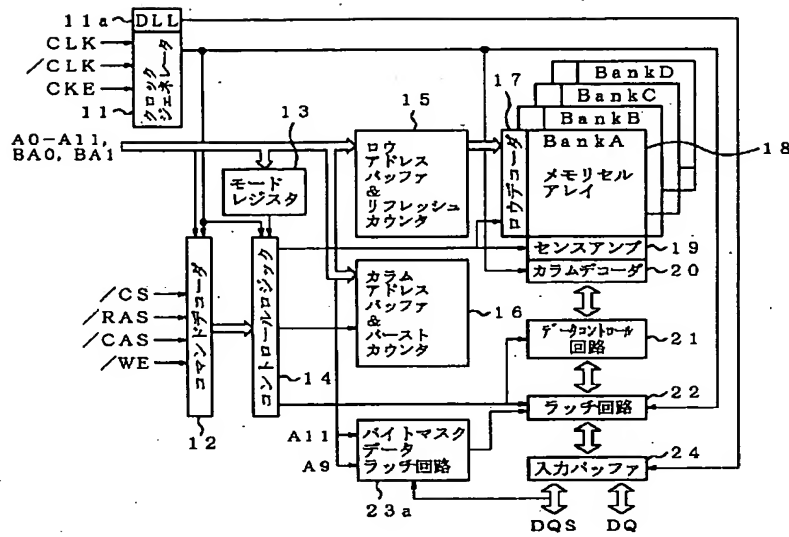 11a
DLL
CLK
/CLK
CKE
11
クロック
ジェネレータ
A0-A11,
BA0, BA1
13
モード
レジスタ
15
ロウ
アドレス
バッファ
&
リフレッシュ
カウンタ
17
ロウデコーダ
BankD
BankC
BankB
BankA
メモリセル
アレイ
18
センスアンプ
19
カラムデコーダ
20
/CS
/RAS
/CAS
/WE
コマンドデコーダ
12
コントロールロジック
14
カラム
アドレス
バッファ
&
バースト
カウンタ
16
データコントロール
回路
21
ラッチ回路
22
A11
A9
バイトマスク
データ
ラッチ回路
23a
入力バッファ
24
DQS
DQ